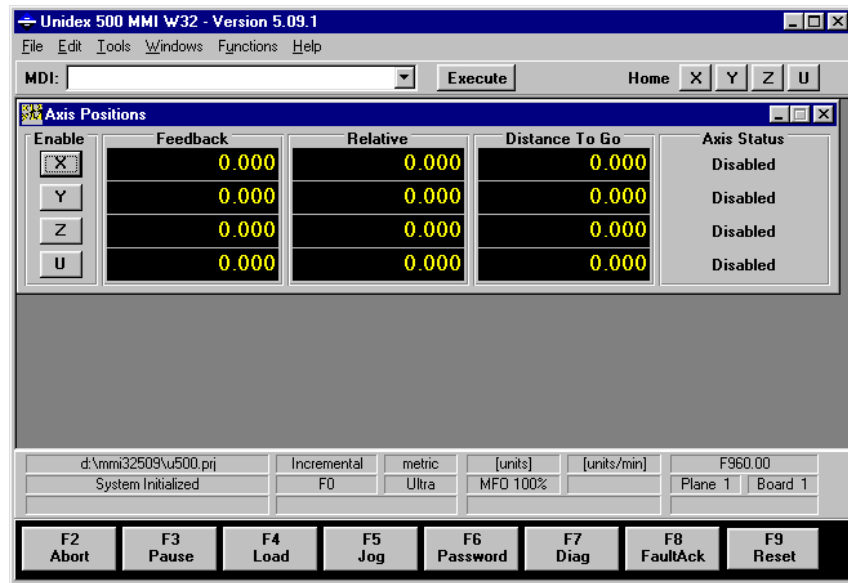 Unidex 500 MMI W32 - Version 5.09.1
File Edit Tools Windows Functions Help
MDI: Execute Home X Y Z U
Axis Positions
Enable Feedback Relative Distance To Go Axis Status
X 0.000 0.000 0.000 Disabled
Y 0.000 0.000 0.000 Disabled
Z 0.000 0.000 0.000 Disabled
U 0.000 0.000 0.000 Disabled
d:\mmi32509\u500.prj Incremental metric [units] [units/min] F960.00
System Initialized F0 Ultra MFO 100% Plane 1 Board 1
F2 F3 F4 F5 F6 F7 F8 F9
Abort Pause Load Jog Password Diag FaultAck Reset